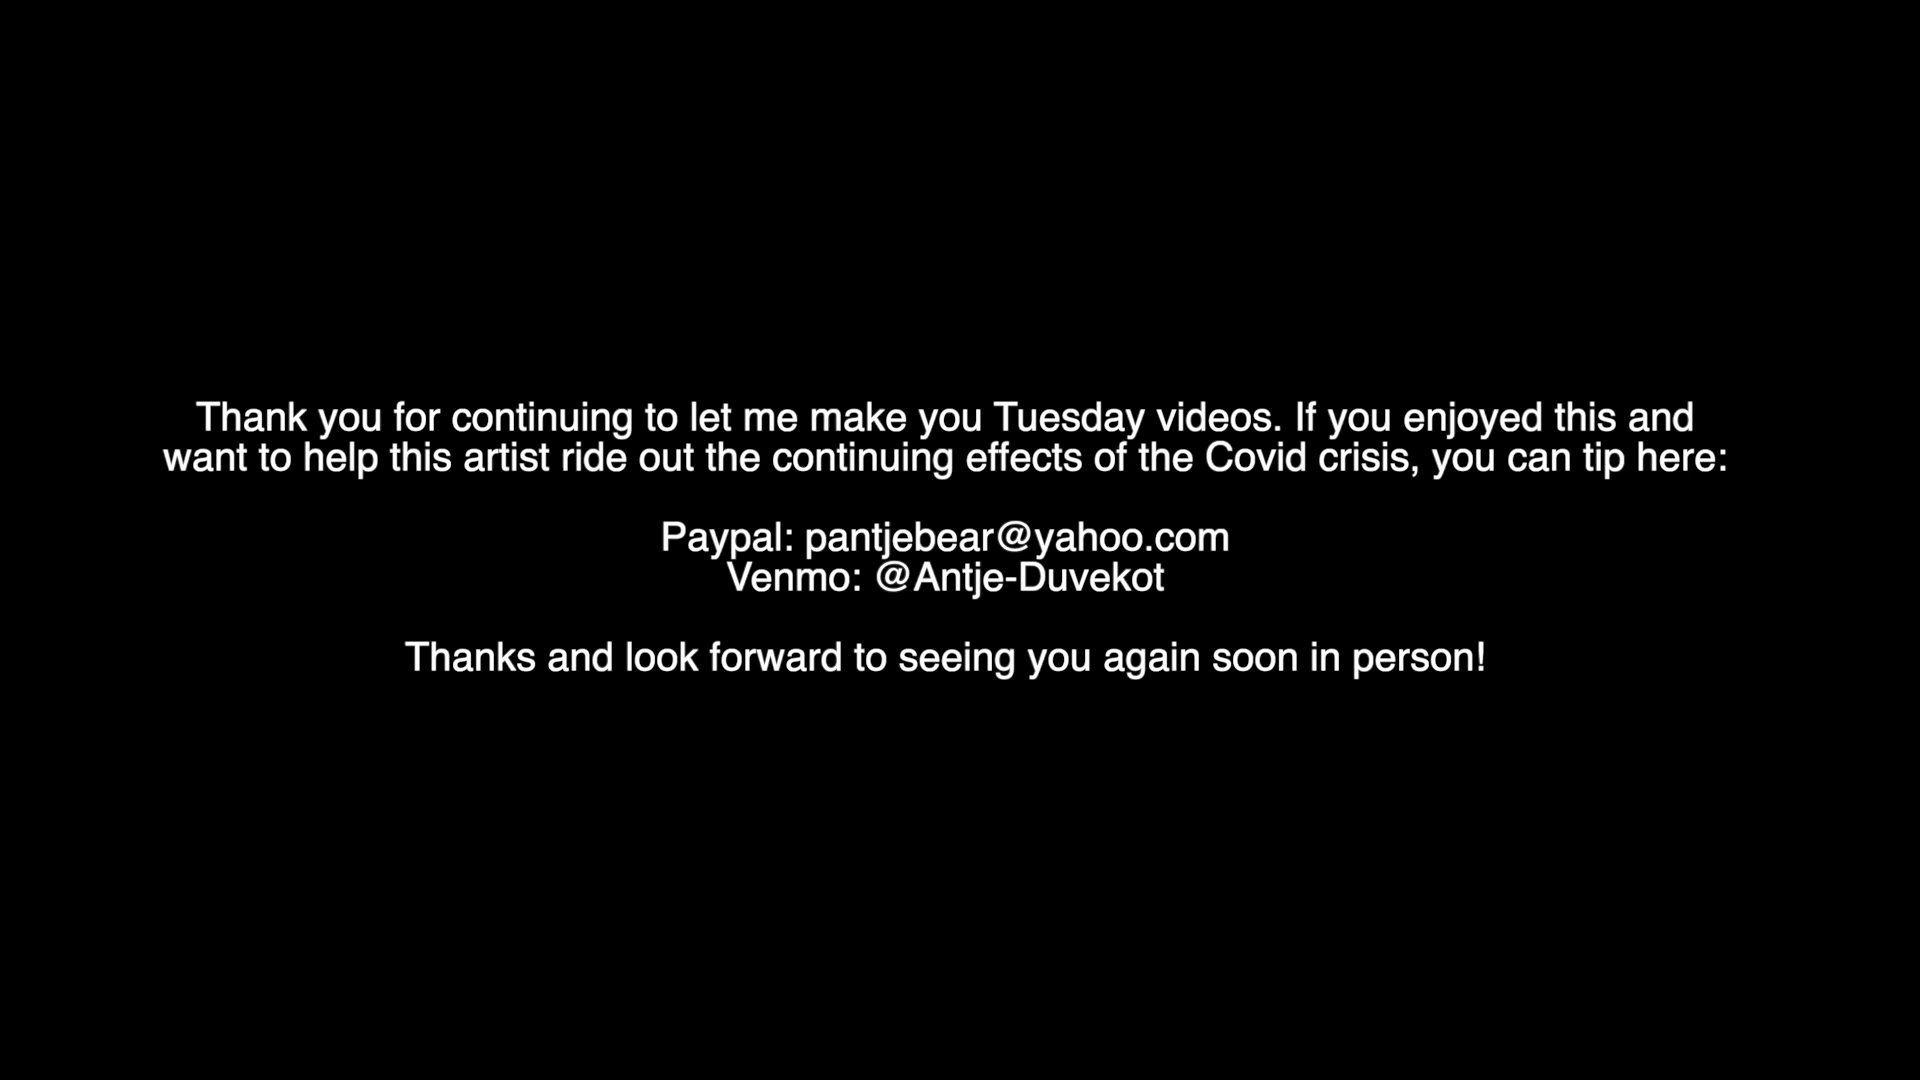 Thank you for continuing to let me make you Tuesday videos. If you enjoyed this and
want to help this artist ride out the continuing effects of the Covid crisis, you can tip here:
Paypal: pantjebear@yahoo.com
Venmo: @Antje-Duvekot
Thanks and look forward to seeing you again soon in person!